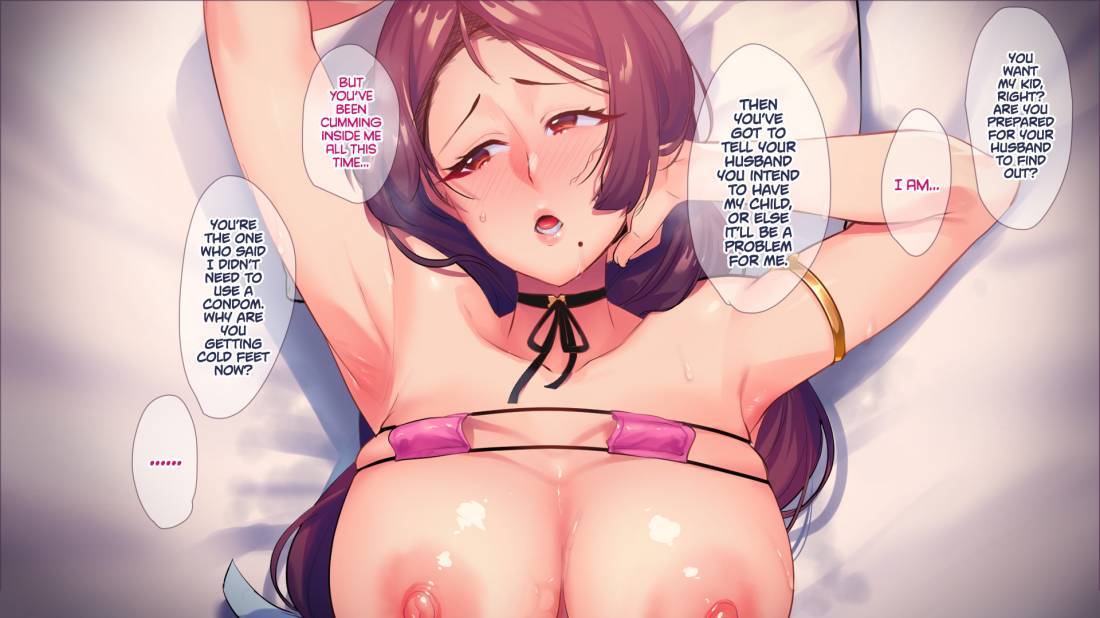 YOU
WANT
MY KID,
RIGHT?
ARE YOU
PREPARED
FOR YOUR
HUSBAND
TO FIND
OUT?
I AM...
THEN
YOU'VE
GOT TO
TELL YOUR
HUSBAND
YOU INTEND
TO HAVE
MY CHILD,
OR ELSE
IT'LL BE A
PROBLEM
FOR ME.
BUT
YOU'VE
BEEN
CUMMING
INSIDE ME
ALL THIS
TIME...
YOU'RE
THE ONE
WHO SAID
I DIDN'T
NEED TO
USE A
CONDOM.
WHY ARE
YOU
GETTING
COLD FEET
NOW?
......